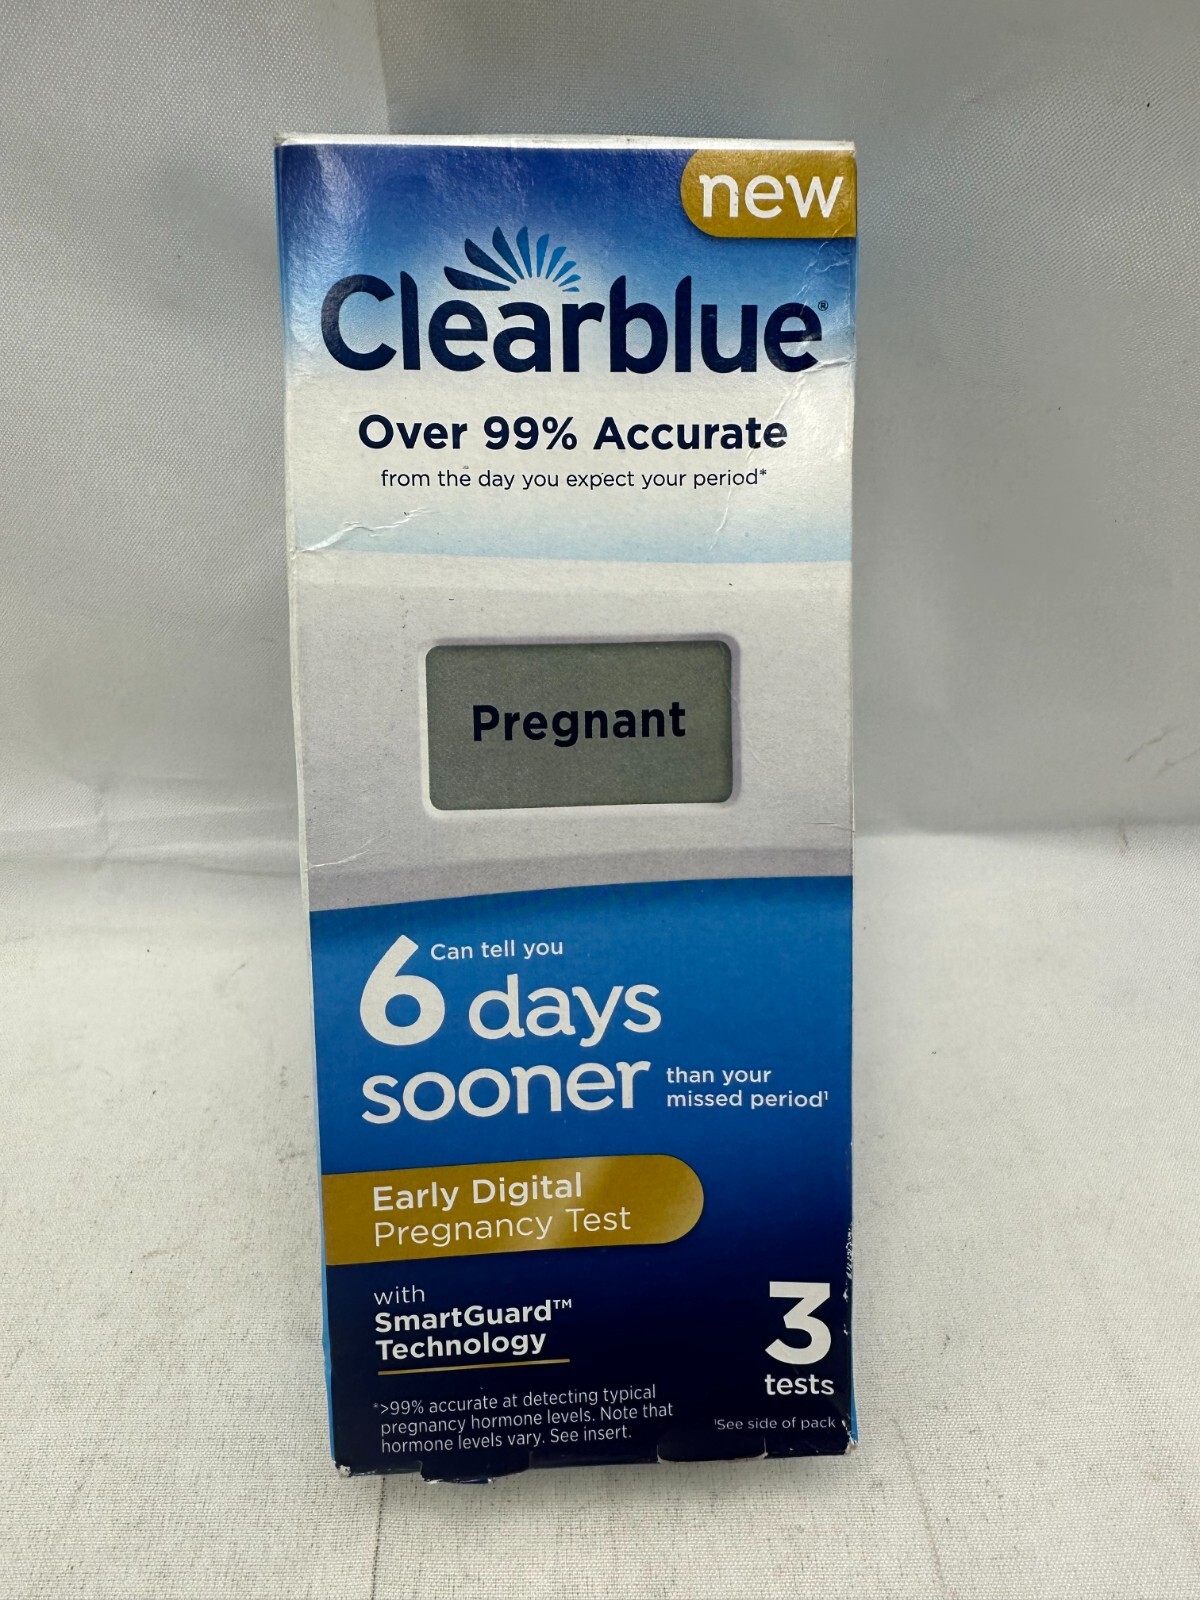 new
Clearblue®
Over 99% Accurate
from the day you expect your period*
Pregnant
Can tell you
6 days
sooner
than your
missed period¹
Early Digital
Pregnancy Test
with
SmartGuard™
Technology
3
tests
*>99% accurate at detecting typical
pregnancy hormone levels. Note that
hormone levels vary. See insert.
¹See side of pack